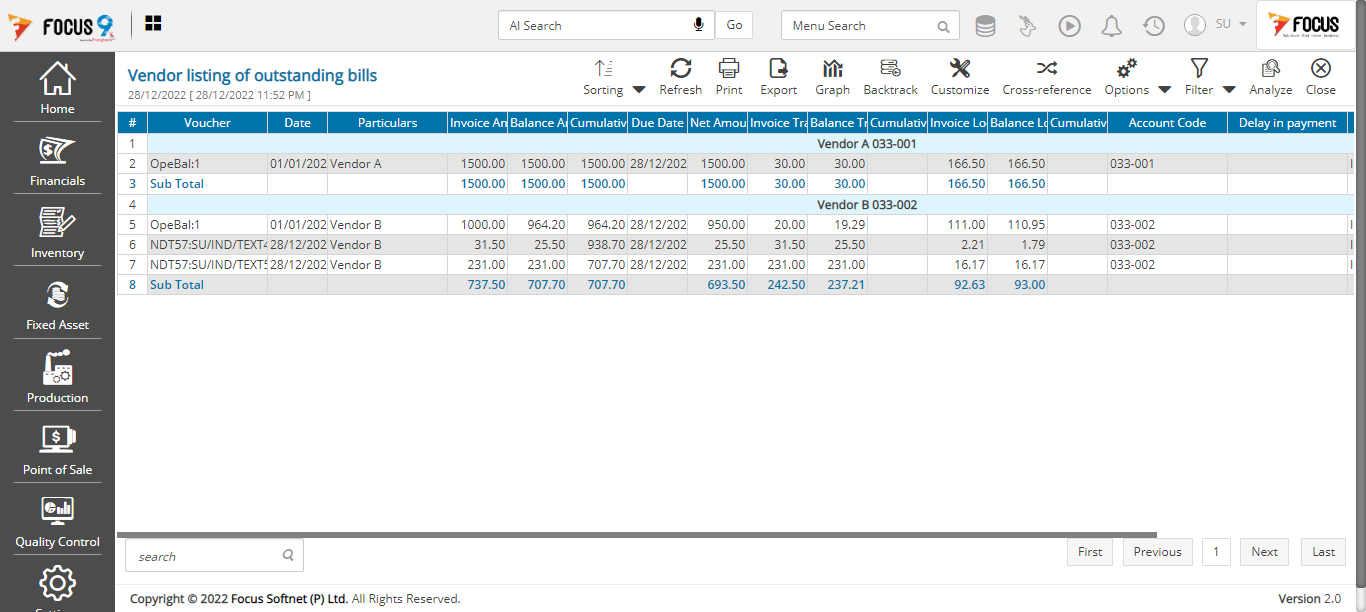 FOCUS 9 AI Search Go Menu Search SU FOCUS
Home
Financials
Inventory
Fixed Asset
Production
Point of Sale
Quality Control
Vendor listing of outstanding bills
28/12/2022 [ 28/12/2022 11:52 PM ]
Sorting Refresh Print Export Graph Backtrack Customize Cross-reference Options Filter Analyze Close
# Voucher Date Particulars Invoice Am Balance Ar Cumulativ Due Date Net Amou Invoice Tra Balance Tr Cumulativ Invoice Lo Balance Lo Cumulativ Account Code Delay in payment
1 Vendor A 033-001
2 OpeBal:1 01/01/202 Vendor A 1500.00 1500.00 1500.00 28/12/202 1500.00 30.00 30.00 166.50 166.50 033-001
3 Sub Total 1500.00 1500.00 1500.00 1500.00 30.00 30.00 166.50 166.50
4 Vendor B 033-002
5 OpeBal:1 01/01/202 Vendor B 1000.00 964.20 964.20 28/12/202 950.00 20.00 19.29 111.00 110.95 033-002
6 NDT57:SU/IND/TEXT4 28/12/202 Vendor B 31.50 25.50 938.70 28/12/202 25.50 31.50 25.50 2.21 1.79 033-002
7 NDT57:SU/IND/TEXT5 28/12/202 Vendor B 231.00 231.00 707.70 28/12/202 231.00 231.00 231.00 16.17 16.17 033-002
8 Sub Total 737.50 707.70 707.70 693.50 242.50 237.21 92.63 93.00
search First Previous 1 Next Last
Copyright © 2022 Focus Softnet (P) Ltd. All Rights Reserved. Version 2.0